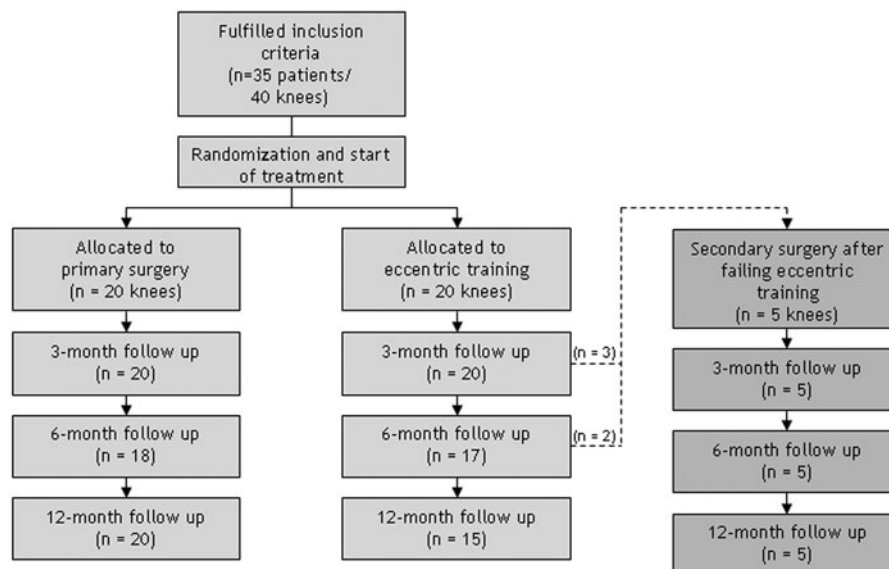 Fulfilled inclusion
criteria
(n=35 patients/
40 knees)
Randomization and start
of treatment
Allocated to
primary surgery
(n = 20 knees)
3-month follow up
(n = 20)
6-month follow up
(n = 18)
12-month follow up
(n = 20)
Allocated to
eccentric training
(n = 20 knees)
3-month follow up
(n = 20)
(n = 3)
6-month follow up
(n = 17)
(n = 2)
12-month follow up
(n = 15)
Secondary surgery after
failing eccentric
training
(n = 5 knees)
3-month follow up
(n = 5)
6-month follow up
(n = 5)
12-month follow up
(n = 5)